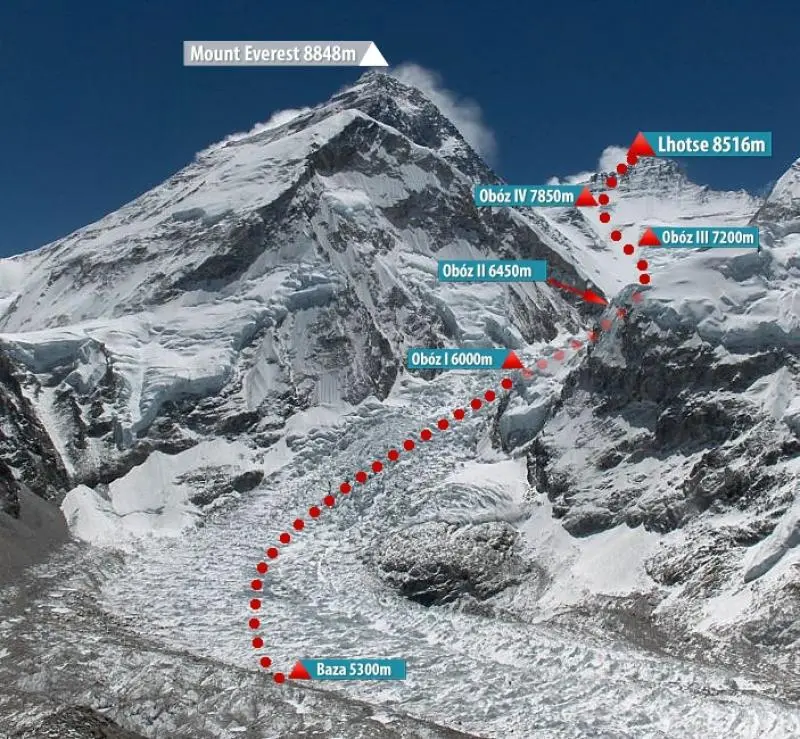 Mount Everest 8848m
Lhotse 8516m
Obóz IV 7850m
Obóz III 7200m
Obóz II 6450m
Obóz I 6000m
Baza 5300m